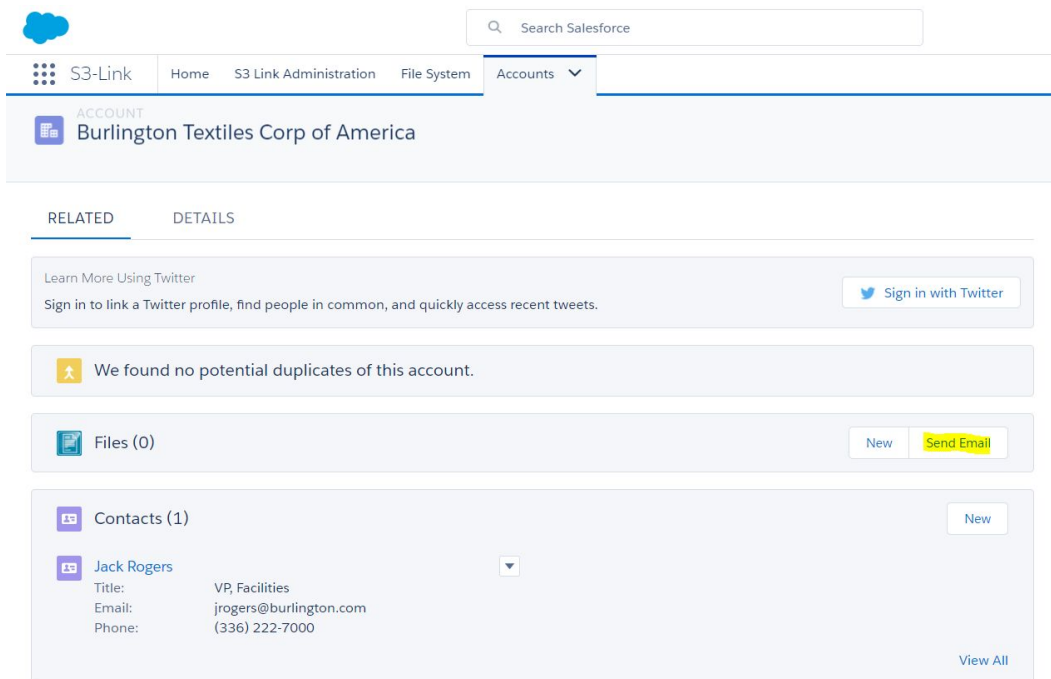 Search Salesforce
S3-Link Home S3 Link Administration File System Accounts
ACCOUNT
Burlington Textiles Corp of America
RELATED DETAILS
Learn More Using Twitter
Sign in to link a Twitter profile, find people in common, and quickly access recent tweets.
Sign in with Twitter
We found no potential duplicates of this account.
Files (0) New Send Email
Contacts (1) New
Jack Rogers
Title: VP, Facilities
Email: jrogers@burlington.com
Phone: (336) 222-7000
View All